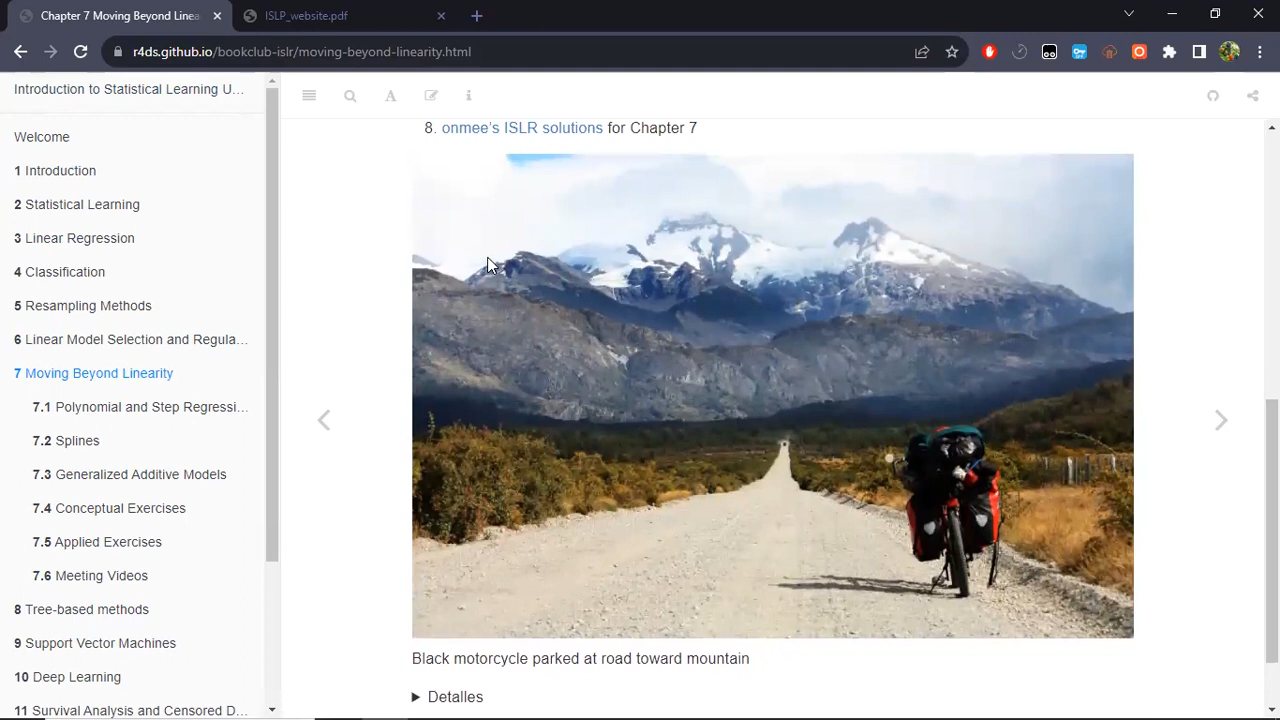 Chapter 7 Moving Beyond Linea
ISLP_website.pdf
r4ds.github.io/bookclub-islr/moving-beyond-linearity.html
Introduction to Statistical Learning U...
Welcome
1 Introduction
2 Statistical Learning
3 Linear Regression
4 Classification
5 Resampling Methods
6 Linear Model Selection and Regula...
7 Moving Beyond Linearity
7.1 Polynomial and Step Regressi...
7.2 Splines
7.3 Generalized Additive Models
7.4 Conceptual Exercises
7.5 Applied Exercises
7.6 Meeting Videos
8 Tree-based methods
9 Support Vector Machines
10 Deep Learning
11 Survival Analysis and Censored D...
8. onmee's ISLR solutions for Chapter 7
Black motorcycle parked at road toward mountain
Detalles